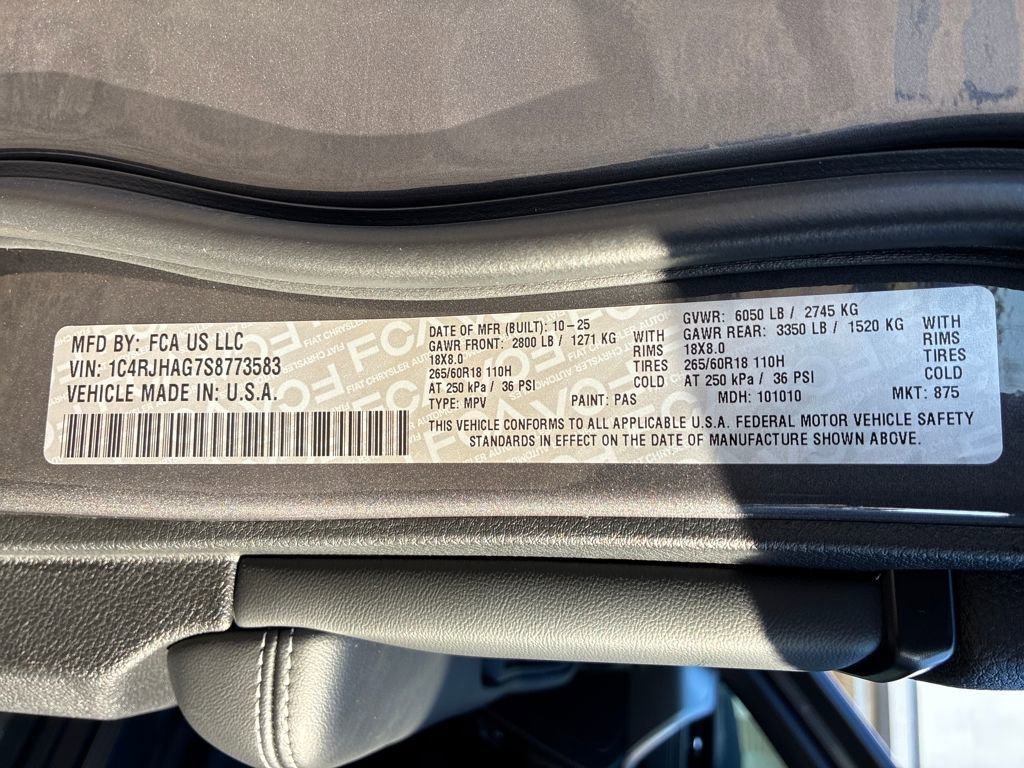 MFD BY: FCA US LLC
VIN: 1C4RJHAG7S8773583
VEHICLE MADE IN: U.S.A.
DATE OF MFR (BUILT): 10-25
GAWR FRONT: 2800 LB / 1271 KG WITH
18X8.0 RIMS
265/60R18 110H TIRES
AT 250 kPa / 36 PSI COLD
TYPE: MPV PAINT: PAS
GVWR: 6050 LB / 2745 KG
GAWR REAR: 3350 LB / 1520 KG WITH
18X8.0 RIMS
265/60R18 110H TIRES
AT 250 kPa / 36 PSI COLD
MDH: 101010 MKT: 875
THIS VEHICLE CONFORMS TO ALL APPLICABLE U.S.A. FEDERAL MOTOR VEHICLE SAFETY
STANDARDS IN EFFECT ON THE DATE OF MANUFACTURE SHOWN ABOVE.
FCA
FIAT CHRYSLER AUTOMOBILES